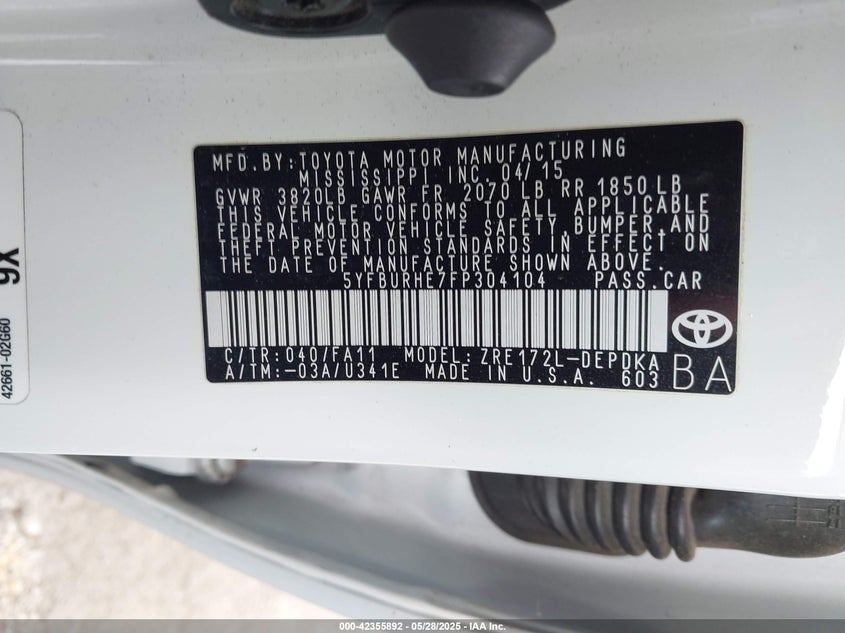 MFD.BY:TOYOTA MOTOR MANUFACTURING
MISSISSIPPI INC. 04/15
GVWR 3820LB GAWR FR 2070 LB RR 1850 LB
THIS VEHICLE CONFORMS TO ALL APPLICABLE
FEDERAL MOTOR VEHICLE SAFETY,BUMPER,AND
THEFT PREVENTION STANDARDS IN EFFECT ON
THE DATE OF MANUFACTURE SHOWN ABOVE.
5YFBURHE7FP304104 PASS.CAR
C/TR:040/FA11 MODEL:ZRE172L-DEPDKA
A/TM:-03A/U341E MADE IN U.S.A. 603 BA
42661-02G60 9X
000-42355892 / 05/28/2025 - IAA Inc.